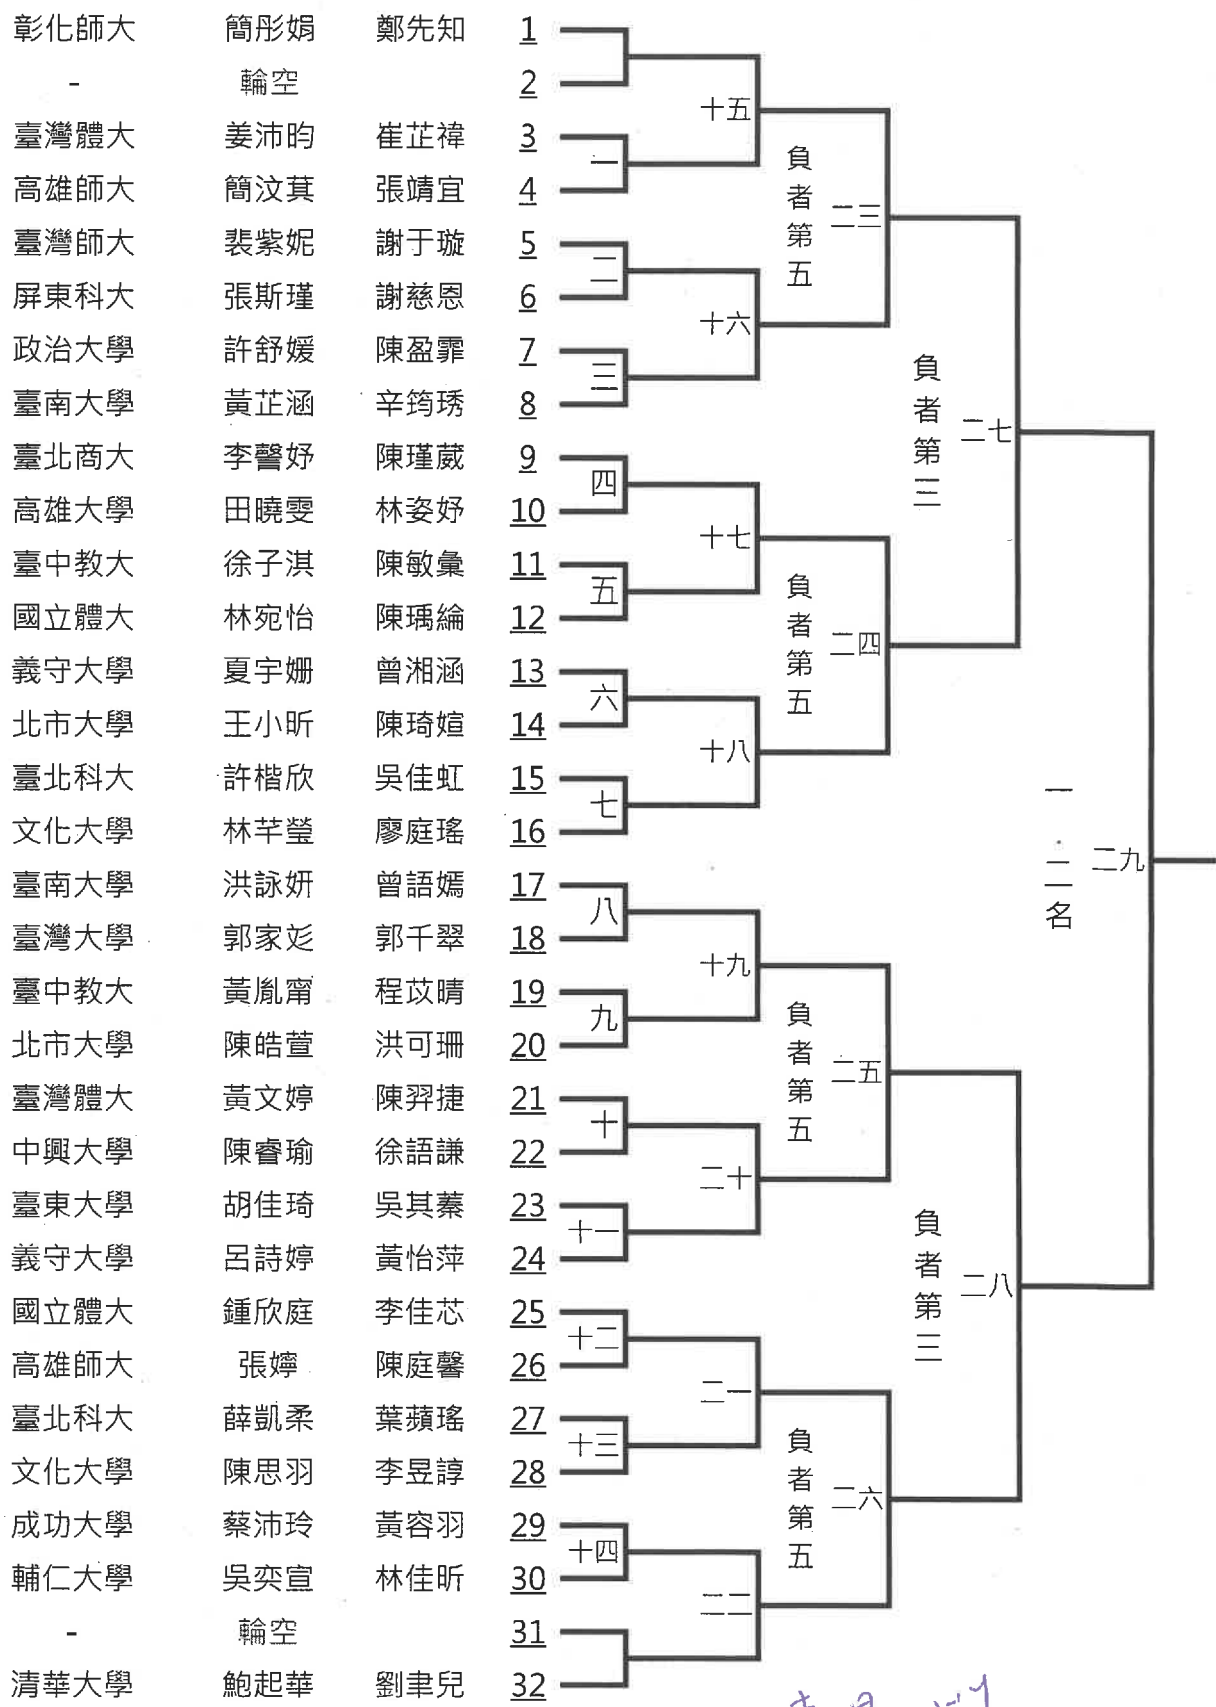 彰化師大 簡彤娟 鄭先知 1
- 輪空 2
十五
臺灣體大 姜沛昀 崔芷禕 3
一
高雄師大 簡汶萁 張靖宜 4
負者第五
二三
臺灣師大 裴紫妮 謝于璇 5
二
屏東科大 張斯瑾 謝慈恩 6
十六
政治大學 許舒媛 陳盈霏 7
三
臺南大學 黃芷涵 辛筠琇 8
負者第三
二七
臺北商大 李謦妤 陳瑾葳 9
四
高雄大學 田曉雯 林姿妤 10
十七
臺中教大 徐子淇 陳敏彙 11
五
國立體大 林宛怡 陳瑀綸 12
負者第五
二四
義守大學 夏宇姍 曾湘涵 13
六
北市大學 王小昕 陳琦媗 14
十八
臺北科大 許楷欣 吳佳虹 15
七
文化大學 林芊瑩 廖庭瑤 16
一.二名
二九
臺南大學 洪詠妍 曾語嫣 17
八
臺灣大學 郭家彣 郭千翠 18
十九
臺中教大 黃胤甯 程苡晴 19
九
北市大學 陳皓萱 洪可珊 20
負者第五
二五
臺灣體大 黃文婷 陳羿捷 21
十
中興大學 陳睿瑜 徐語謙 22
二十
臺東大學 胡佳琦 吳其蓁 23
十一
義守大學 呂詩婷 黃怡萍 24
負者第三
二八
國立體大 鍾欣庭 李佳芯 25
十二
高雄師大 張嬣 陳庭馨 26
二一
臺北科大 薛凱柔 葉蘋瑤 27
十三
文化大學 陳思羽 李昱諄 28
負者第五
二六
成功大學 蔡沛玲 黃容羽 29
十四
輔仁大學 吳奕宣 林佳昕 30
二二
- 輪空 31
清華大學 鮑起華 劉聿兒 32